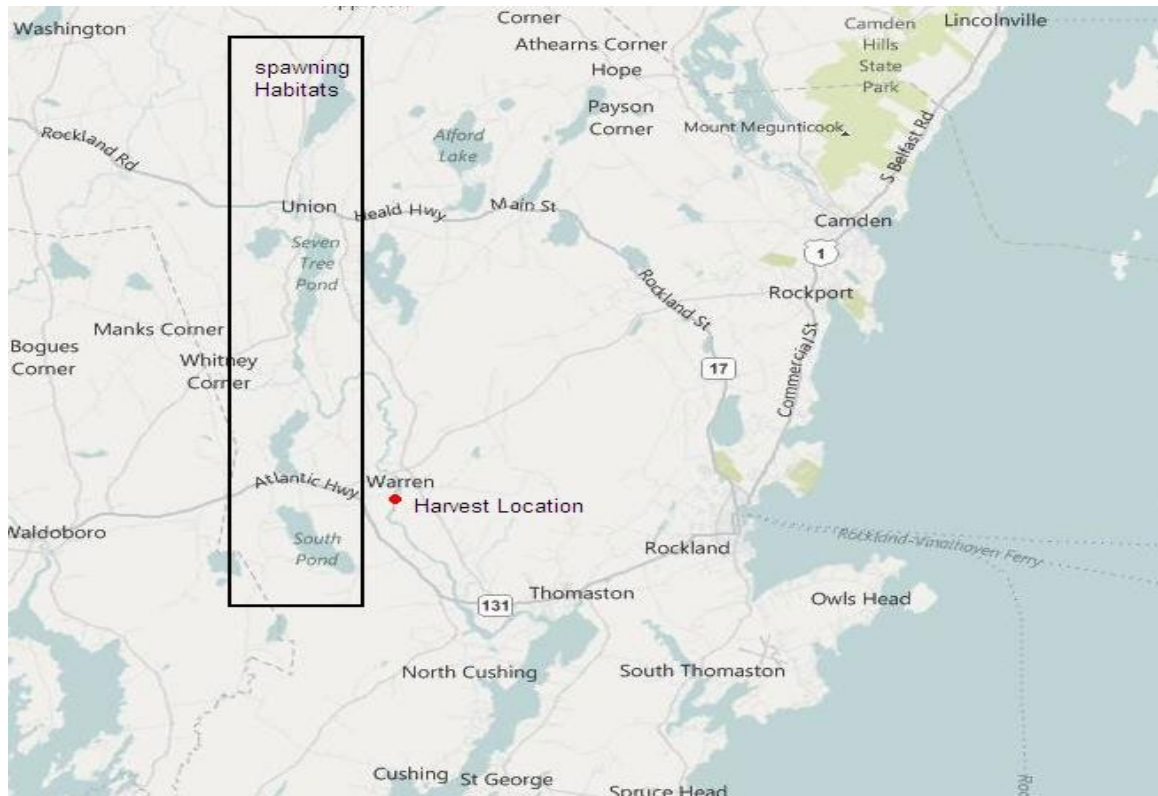 Corner
Lincolnville
Washington
Camden
Hills
State
Park
Athearns Corner
Hope
spawning
Habitats
Payson
Corner
Mount Megunticook
Alford
Lake
Rockland Rd
S Belfast Rd
Union
Heald Hwy
Main St
Camden
Seven
Tree
Pond
1
Rockland St
Rockport
Manks Corner
Bogues
Corner
Whitney
Corner
17
Commercial St
Atlantic Hwy
Warren
Harvest Location
Waldoboro
South
Pond
Rockland
Rockland-Vinalhaven Ferry
Thomaston
131
Owls Head
North Cushing
South Thomaston
Cushing
St George
Spruce Head